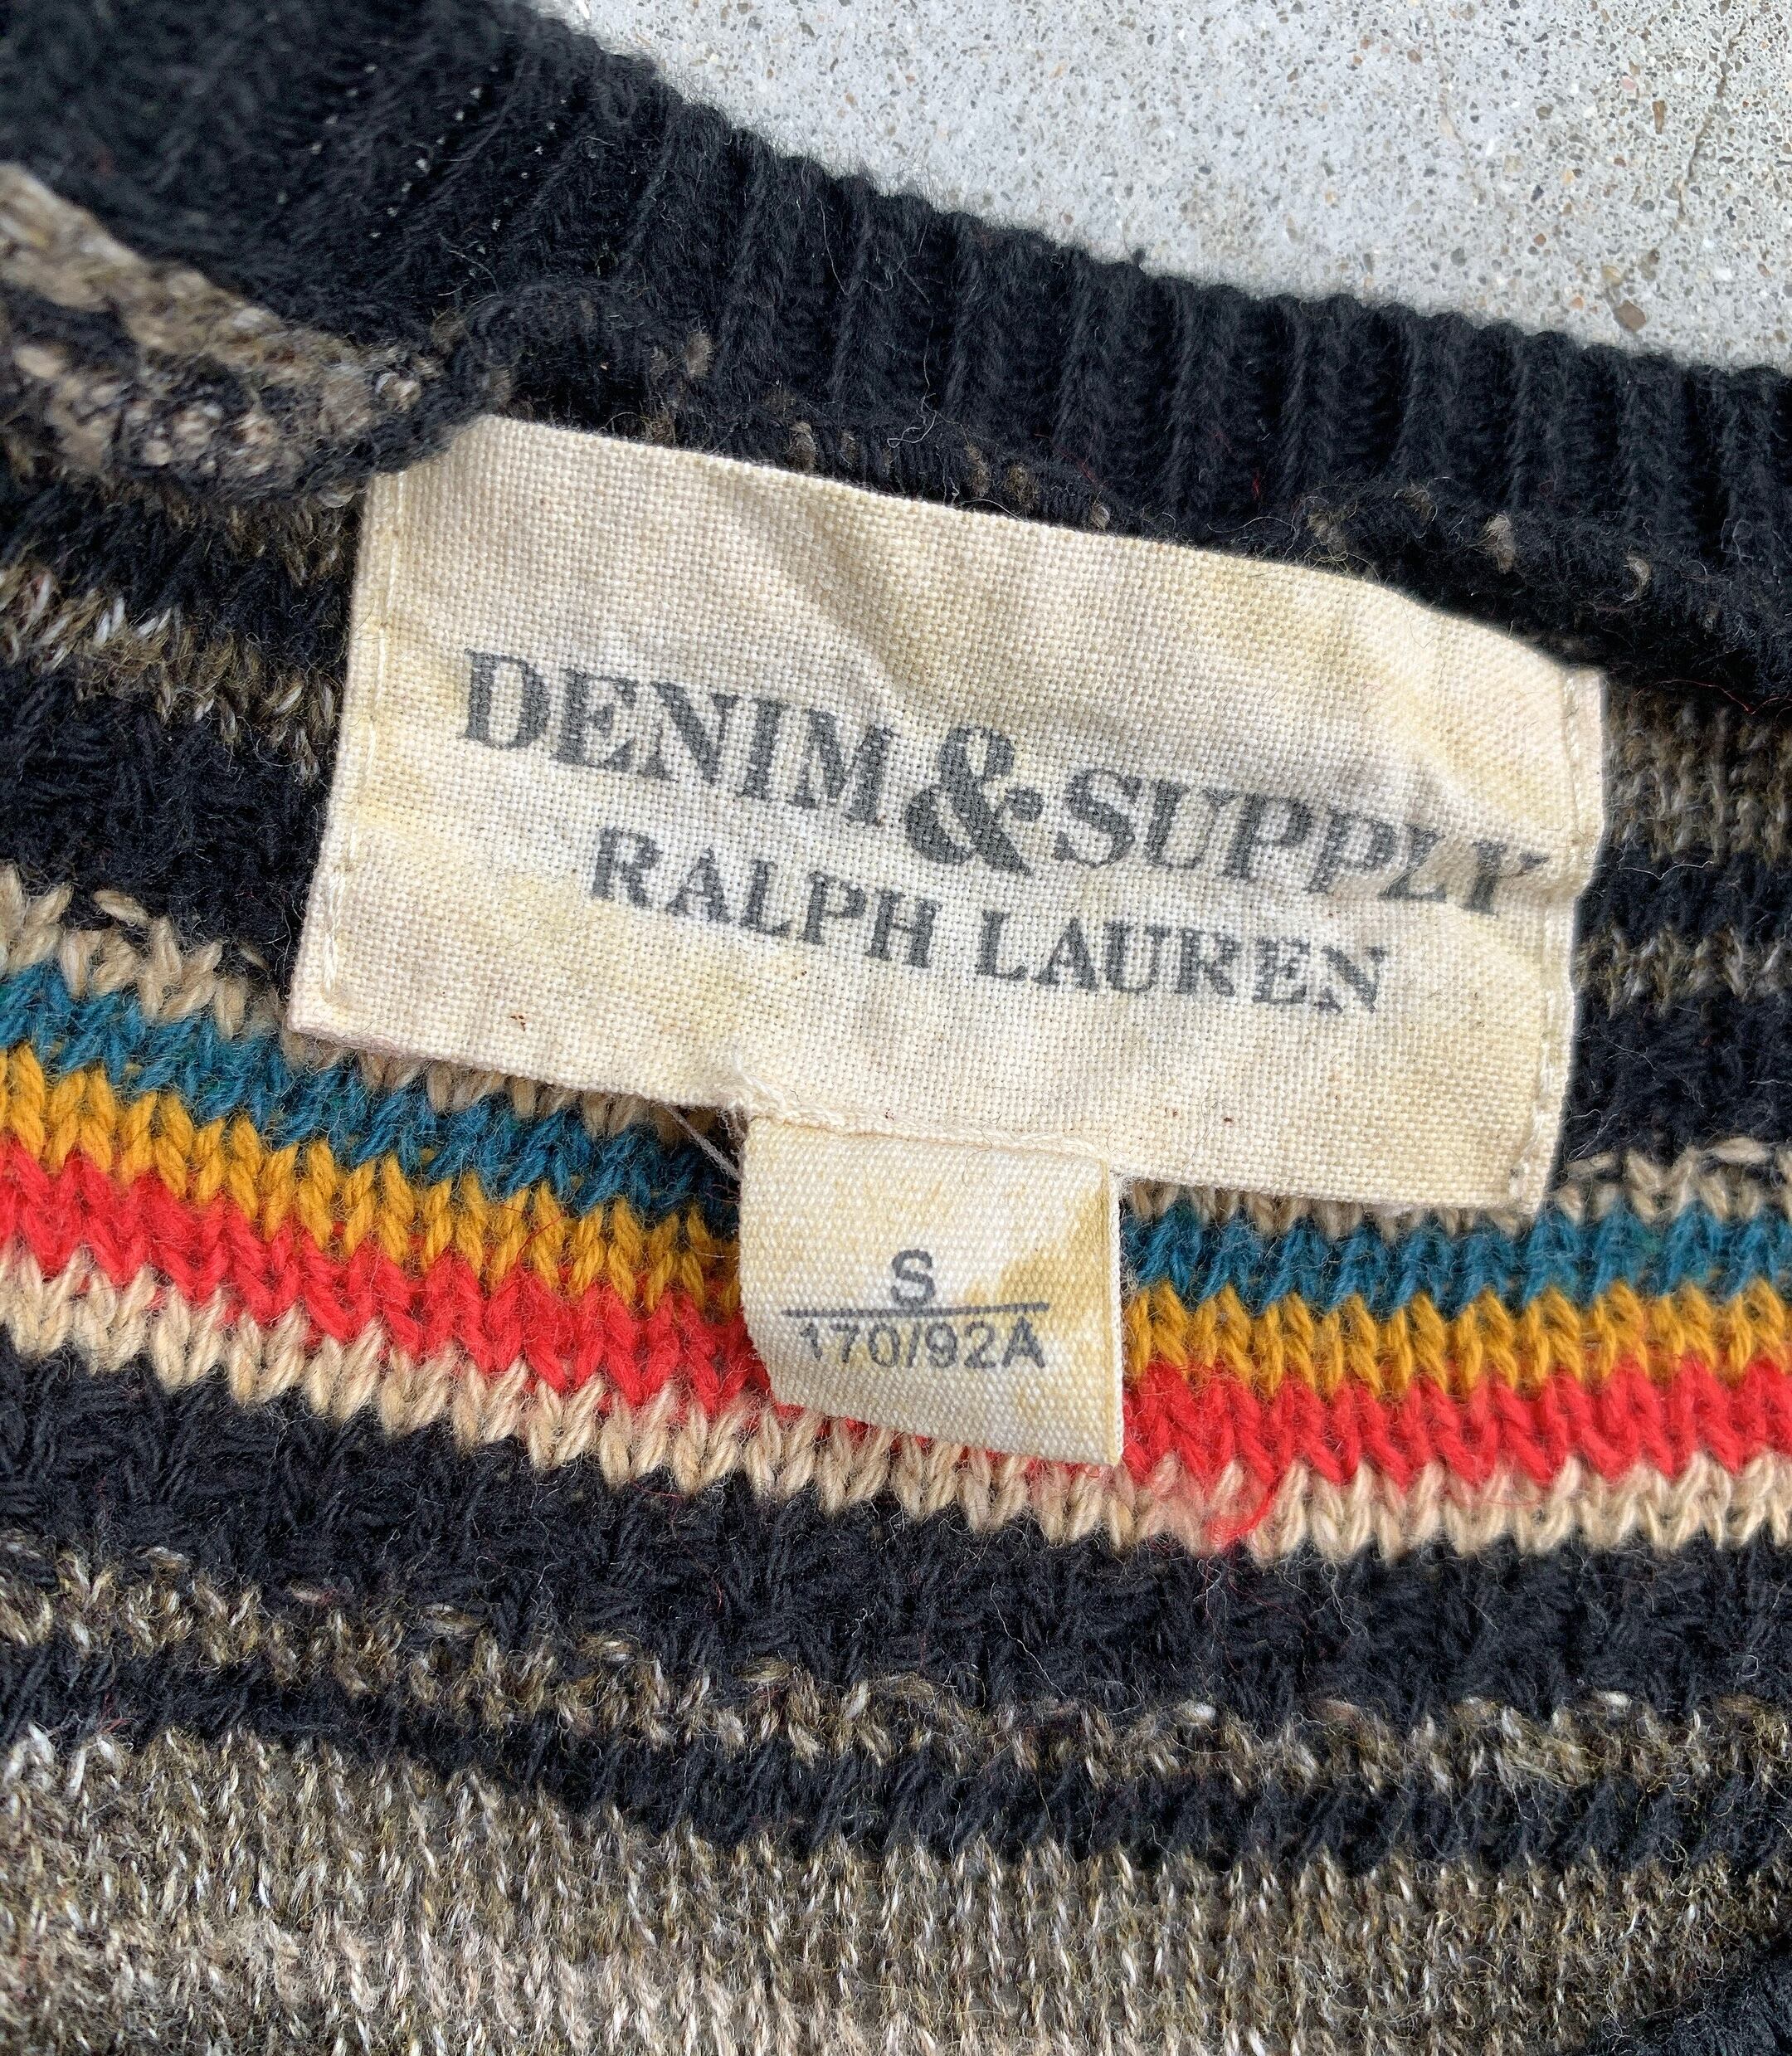 DENIM & SUPPLY
RALPH LAUREN
S
170/92A